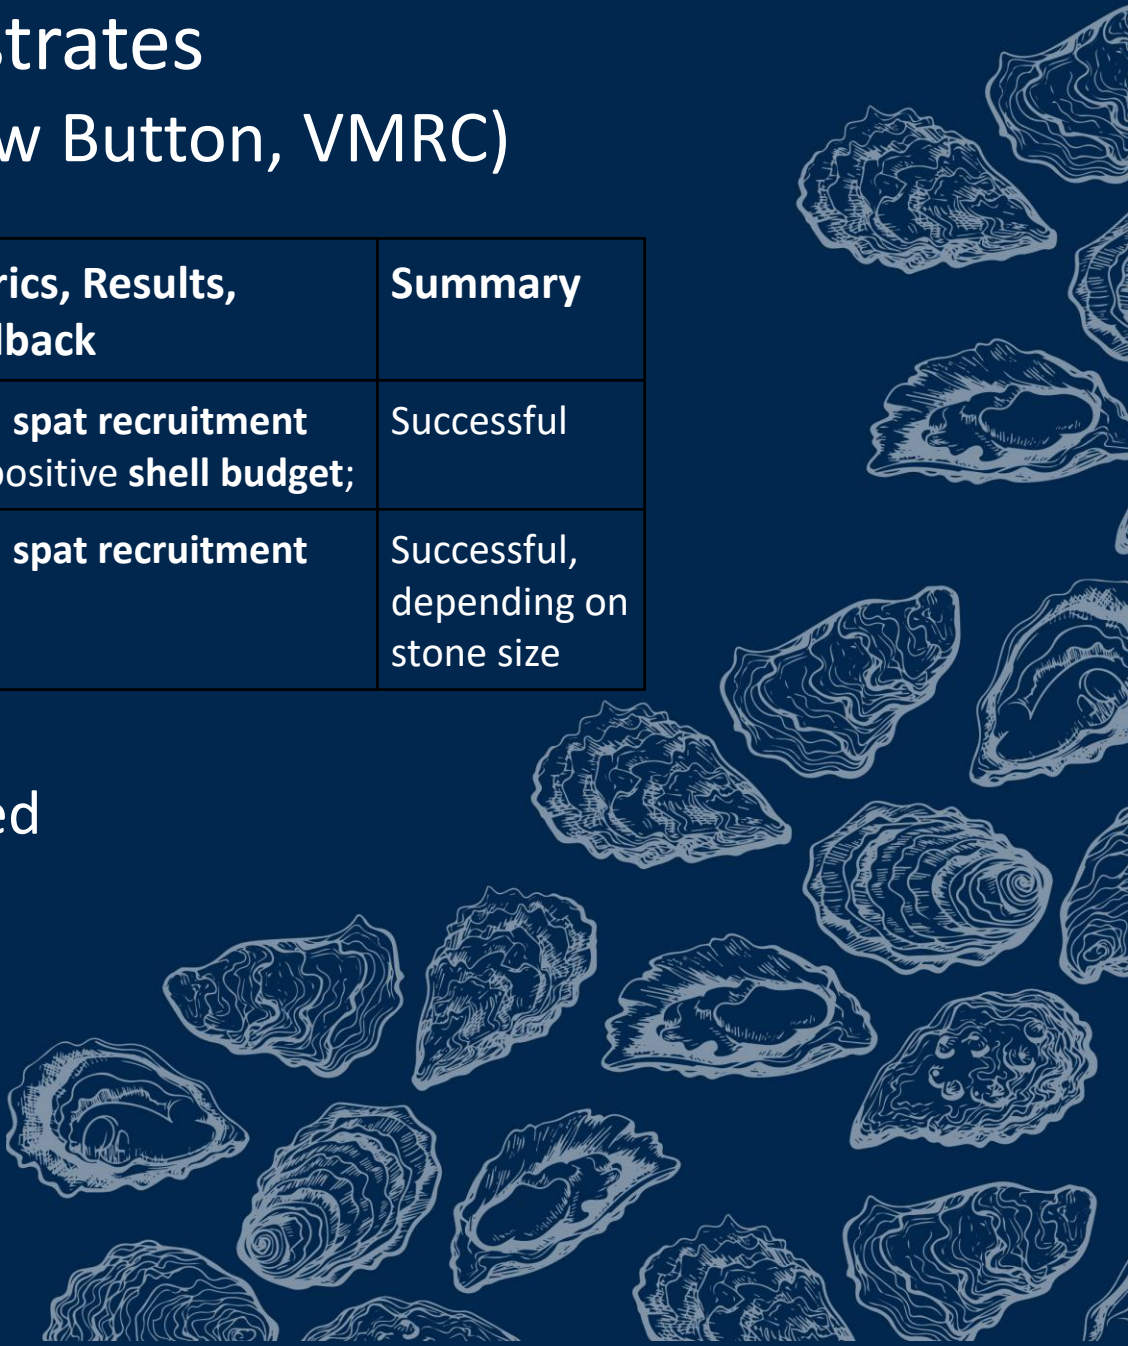 strates
w Button, VMRC)
rics, Results,
lback
Summary
spat recruitment
positive shell budget;
Successful
spat recruitment
Successful,
depending on
stone size
ed